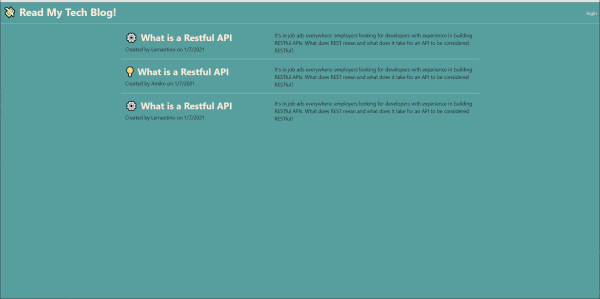 Read My Tech Blog!
login
What is a Restful API
Created by Lernantino on 1/7/2021
It's in job ads everywhere: employers looking for developers with experience in building
RESTful APIs. What does REST mean and what does it take for an API to be considered
RESTful?
What is a Restful API
Created by Amiko on 1/7/2021
It's in job ads everywhere: employers looking for developers with experience in building
RESTful APIs. What does REST mean and what does it take for an API to be considered
RESTful?
What is a Restful API
Created by Lernantino on 1/7/2021
It's in job ads everywhere: employers looking for developers with experience in building
RESTful APIs. What does REST mean and what does it take for an API to be considered
RESTful?